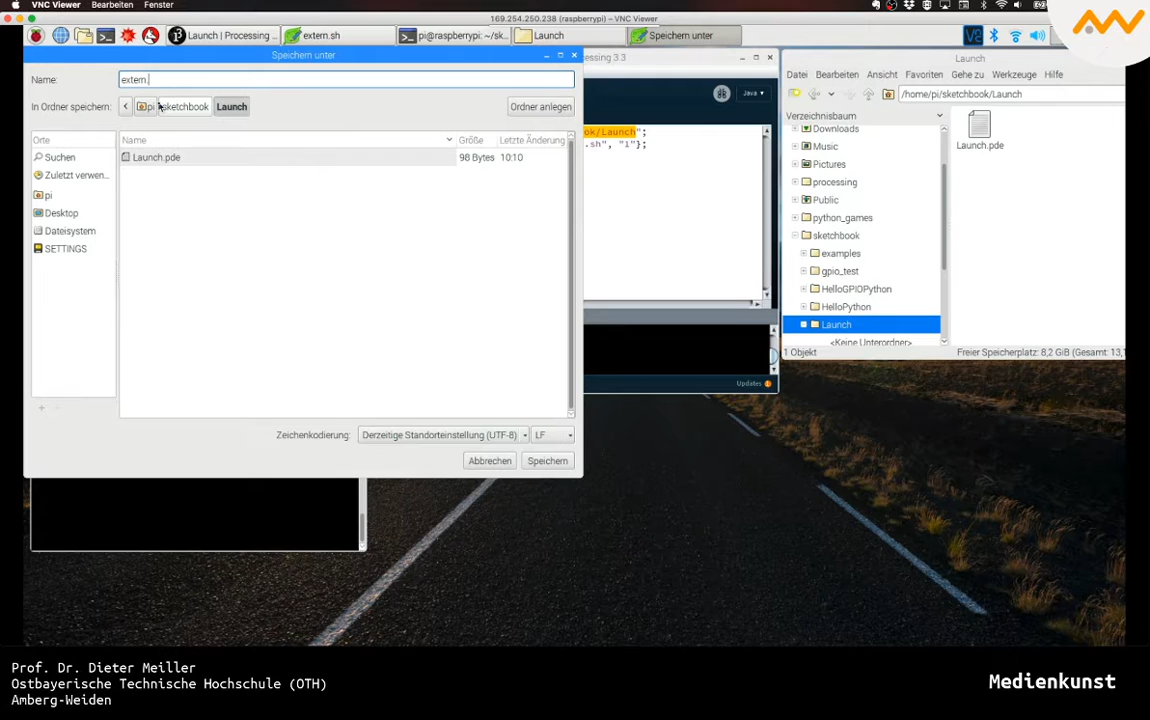 VNC Viewer Bearbeiten Fenster
169.254.250.238 (raspberrypi) – VNC Viewer
Launch | Processing ...
extern.sh
pi@raspberrypi: ~/sk...
Launch
Speichern unter
Speichern unter
Name: extern.
In Ordner speichern: pi sketchbook Launch
Ordner anlegen
Orte
Suchen
Zuletzt verwen...
pi
Desktop
Dateisystem
SETTINGS
Name Größe Letzte Änderung
Launch.pde 98 Bytes 10:10
Zeichenkodierung: Derzeitige Standorteinstellung (UTF-8) LF
Abbrechen Speichern
essing 3.3
Java
ok/Launch";
.sh", "1"};
Updates
Launch
Datei Bearbeiten Ansicht Favoriten Gehe zu Werkzeuge Hilfe
/home/pi/sketchbook/Launch
Verzeichnisbaum
Downloads
Music
Pictures
processing
Public
python_games
sketchbook
examples
gpio_test
HelloGPIOPython
HelloPython
Launch
<Keine Unterordner>
Launch.pde
1 Objekt
Freier Speicherplatz: 8,2 GiB (Gesamt: 13,1
Prof. Dr. Dieter Meiller
Ostbayerische Technische Hochschule (OTH)
Amberg-Weiden
Medienkunst